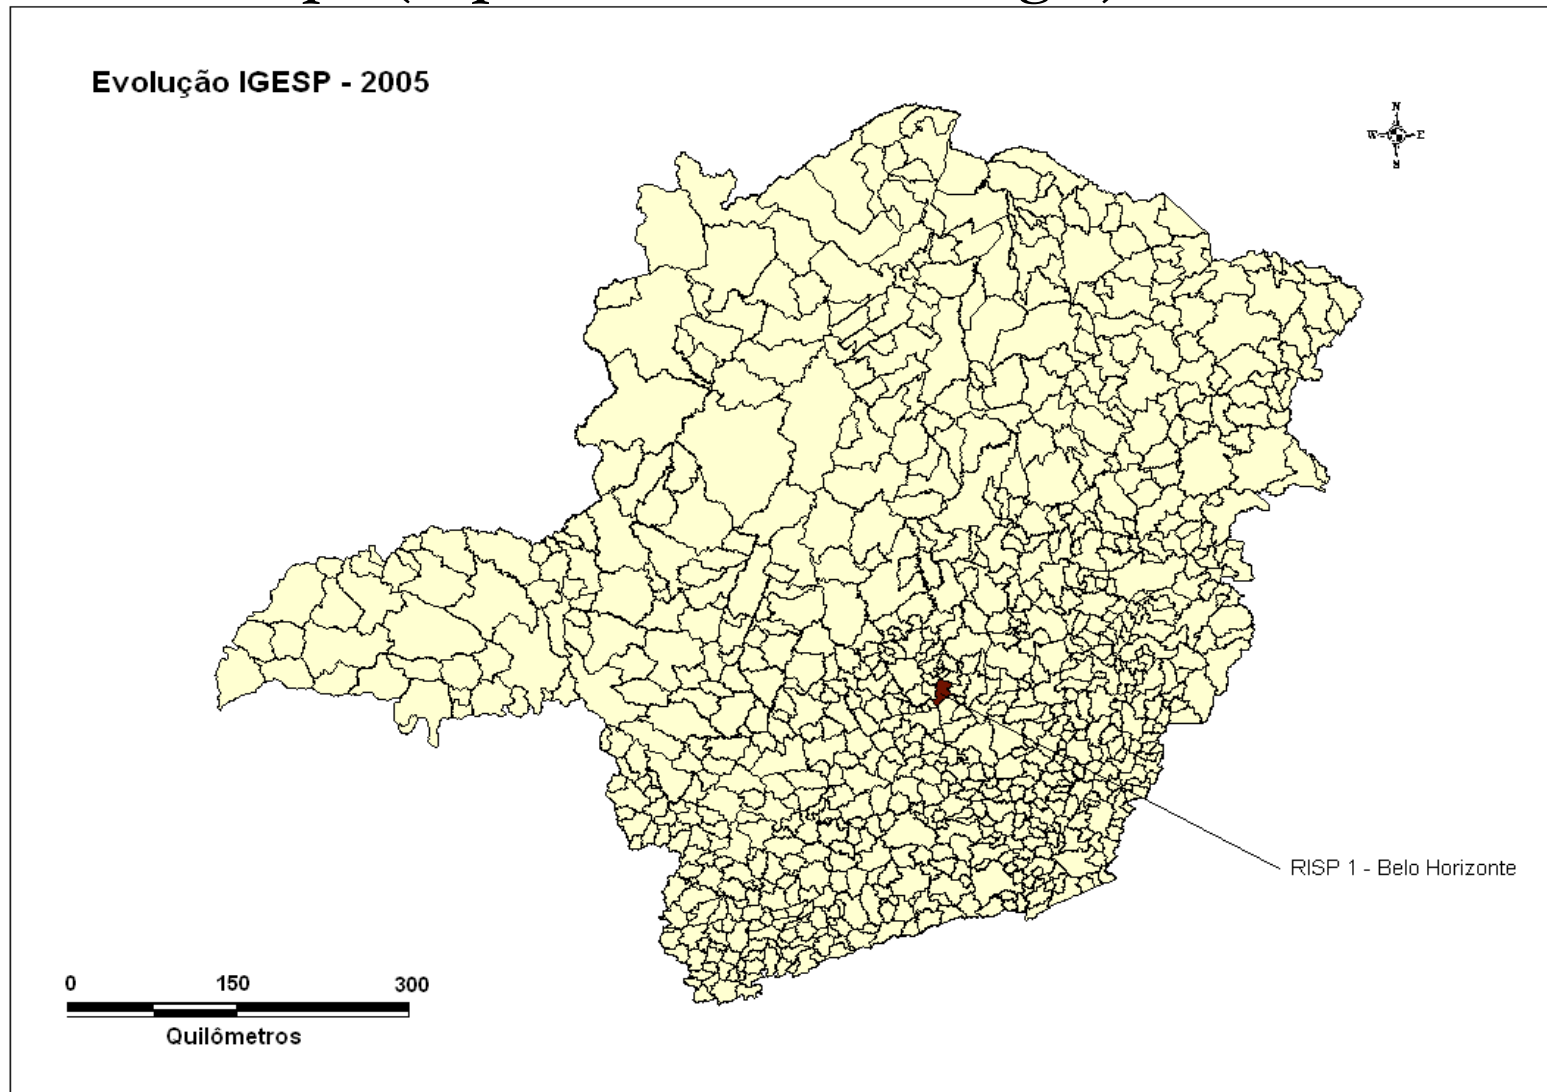 Evolução IGESP - 2005
N
W E
S
RISP 1 - Belo Horizonte
0 150 300
Quilômetros